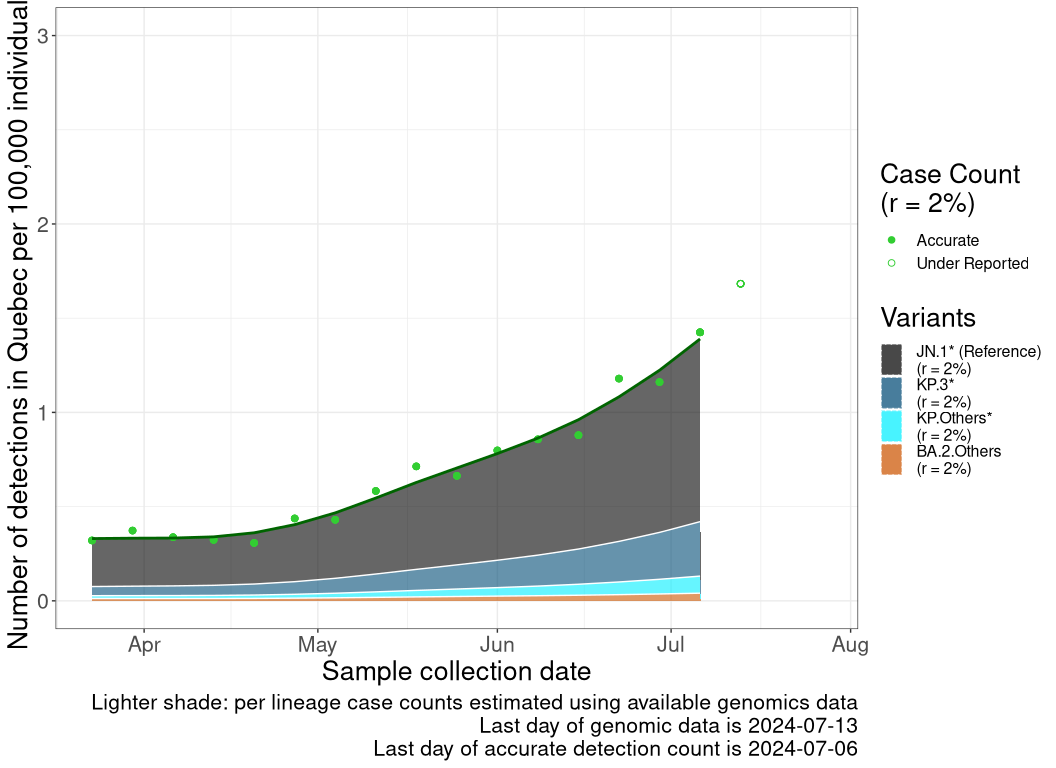 Number of detections in Quebec per 100,000 individual
3
2
1
0
Apr
May
Jun
Jul
Aug
Sample collection date
Lighter shade: per lineage case counts estimated using available genomics data
Last day of genomic data is 2024-07-13
Last day of accurate detection count is 2024-07-06
Case Count
(r = 2%)
Accurate
Under Reported
Variants
JN.1* (Reference)
(r = 2%)
KP.3*
(r = 2%)
KP.Others*
(r = 2%)
BA.2.Others
(r = 2%)